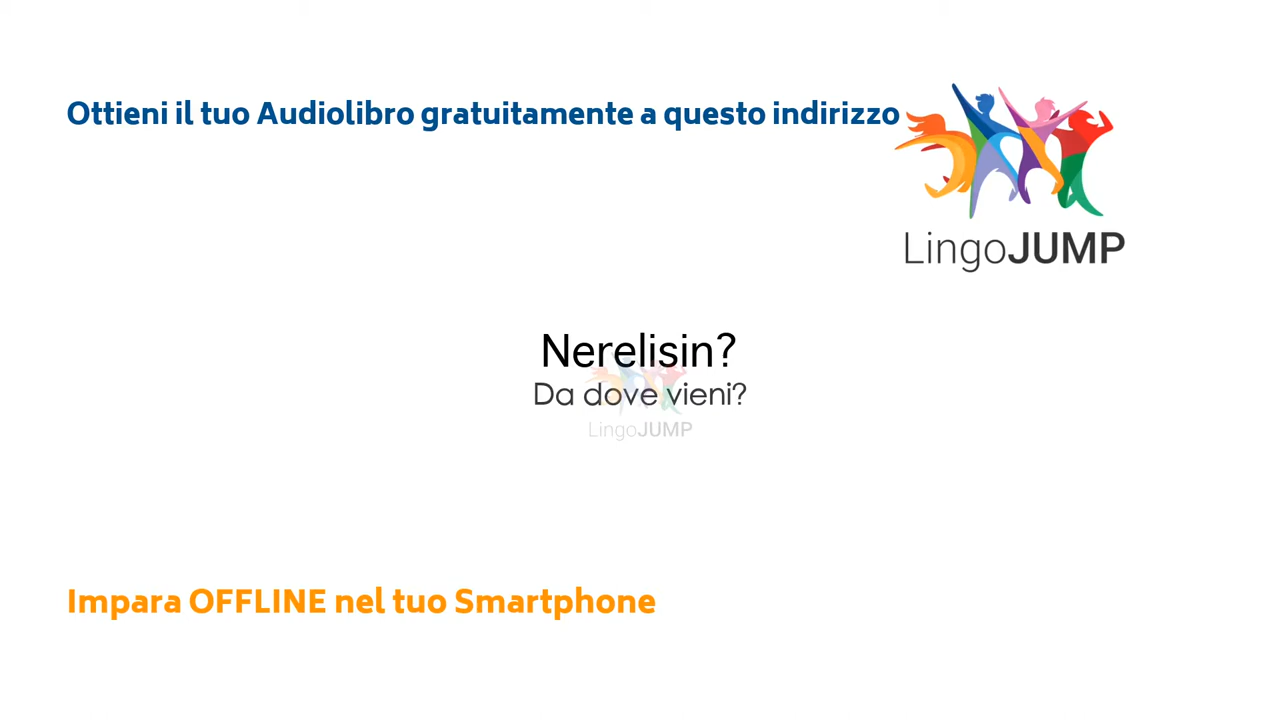 Ottieni il tuo Audiolibro gratuitamente a questo indirizzo
LingoJUMP
Nerelisin?
Da dove vieni?
LingoJUMP
Impara OFFLINE nel tuo Smartphone